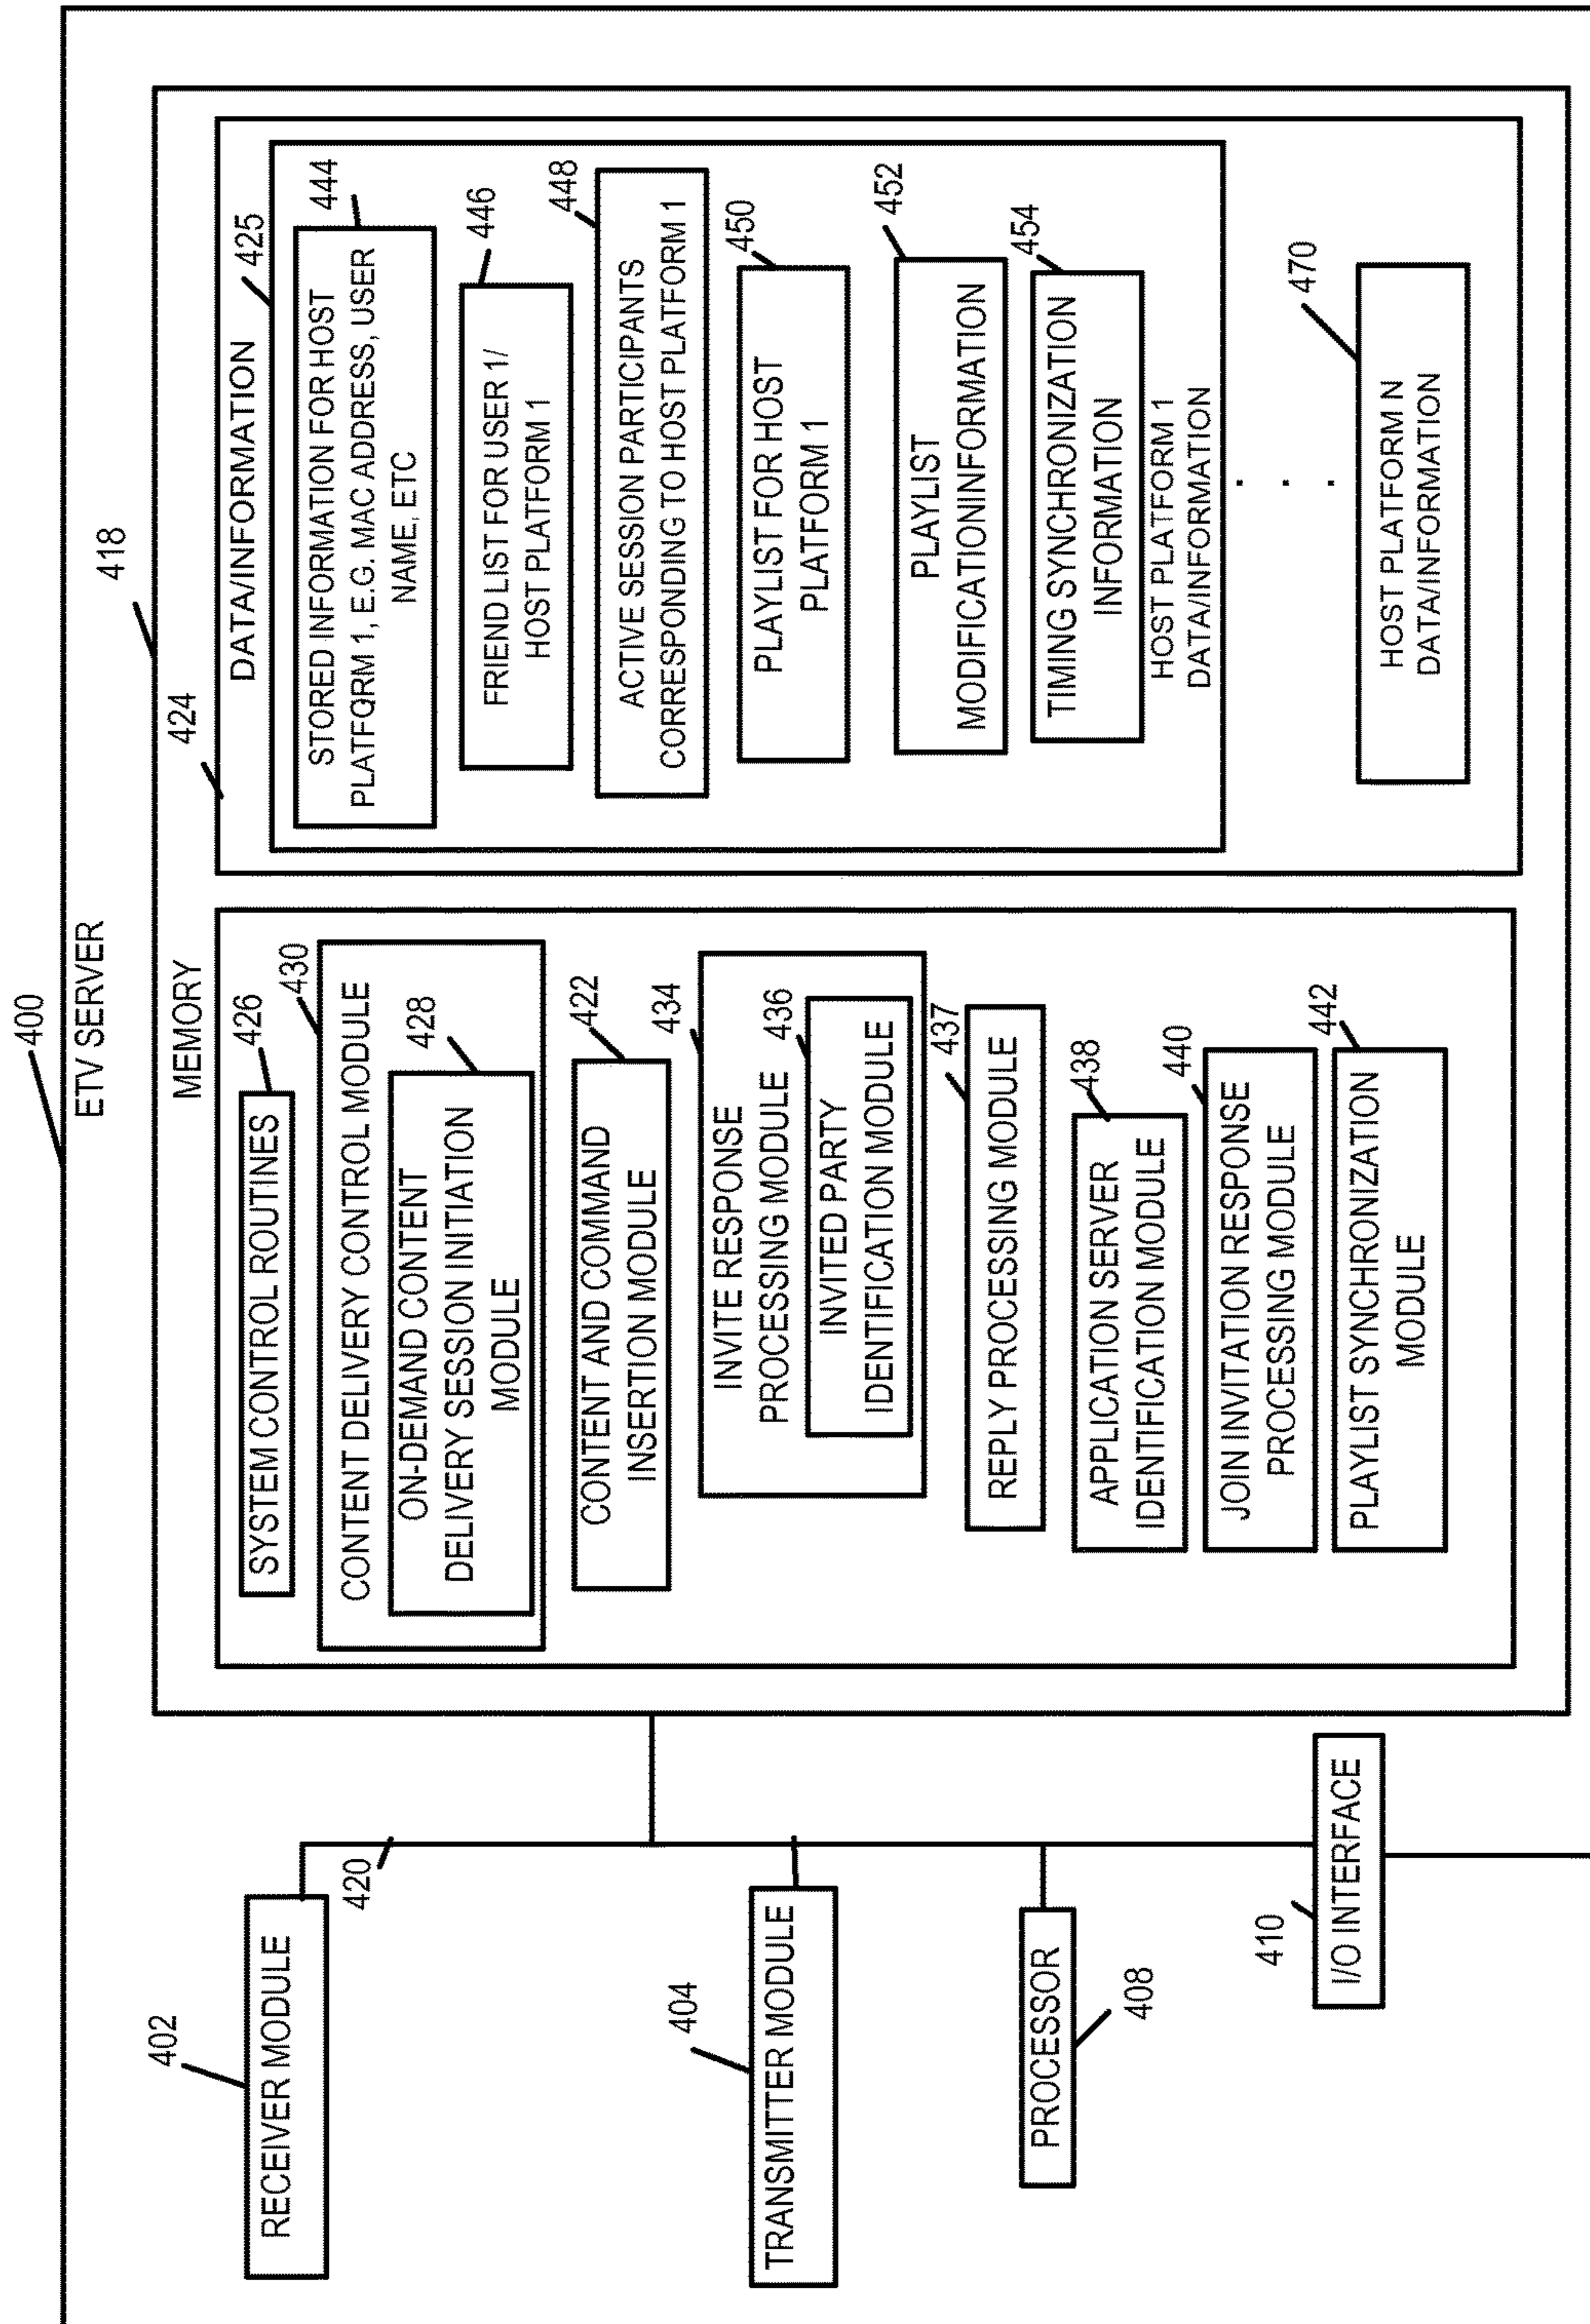 400
ETV SERVER
418
MEMORY
402
RECEIVER MODULE
420
404
TRANSMITTER MODULE
PROCESSOR
408
410
I/O INTERFACE
426
SYSTEM CONTROL ROUTINES
430
CONTENT DELIVERY CONTROL MODULE
428
ON-DEMAND CONTENT
DELIVERY SESSION INITIATION
MODULE
422
CONTENT AND COMMAND
INSERTION MODULE
434
INVITE RESPONSE
PROCESSING MODULE
436
INVITED PARTY
IDENTIFICATION MODULE
437
REPLY PROCESSING MODULE
438
APPLICATION SERVER
IDENTIFICATION MODULE
440
JOIN INVITATION RESPONSE
PROCESSING MODULE
442
PLAYLIST SYNCHRONIZATION
MODULE
424
DATA/INFORMATION
425
444
STORED INFORMATION FOR HOST
PLATFQRM 1, E.G. MAC ADDRESS, USER
NAME, ETC
446
FRIEND LIST FOR USER 1/
HOST PLATFORM 1
448
ACTIVE SESSION PARTICIPANTS
CORRESPONDING TO HOST PLATFORM 1
450
PLAYLIST FOR HOST
PLATFORM 1
452
PLAYLIST
MODIFICATIONINFORMATION
454
TIMING SYNCHRONIZATION
INFORMATION
HOST PLATFORM 1
DATA/INFORMATION
. . .
470
HOST PLATFORM N
DATA/INFORMATION